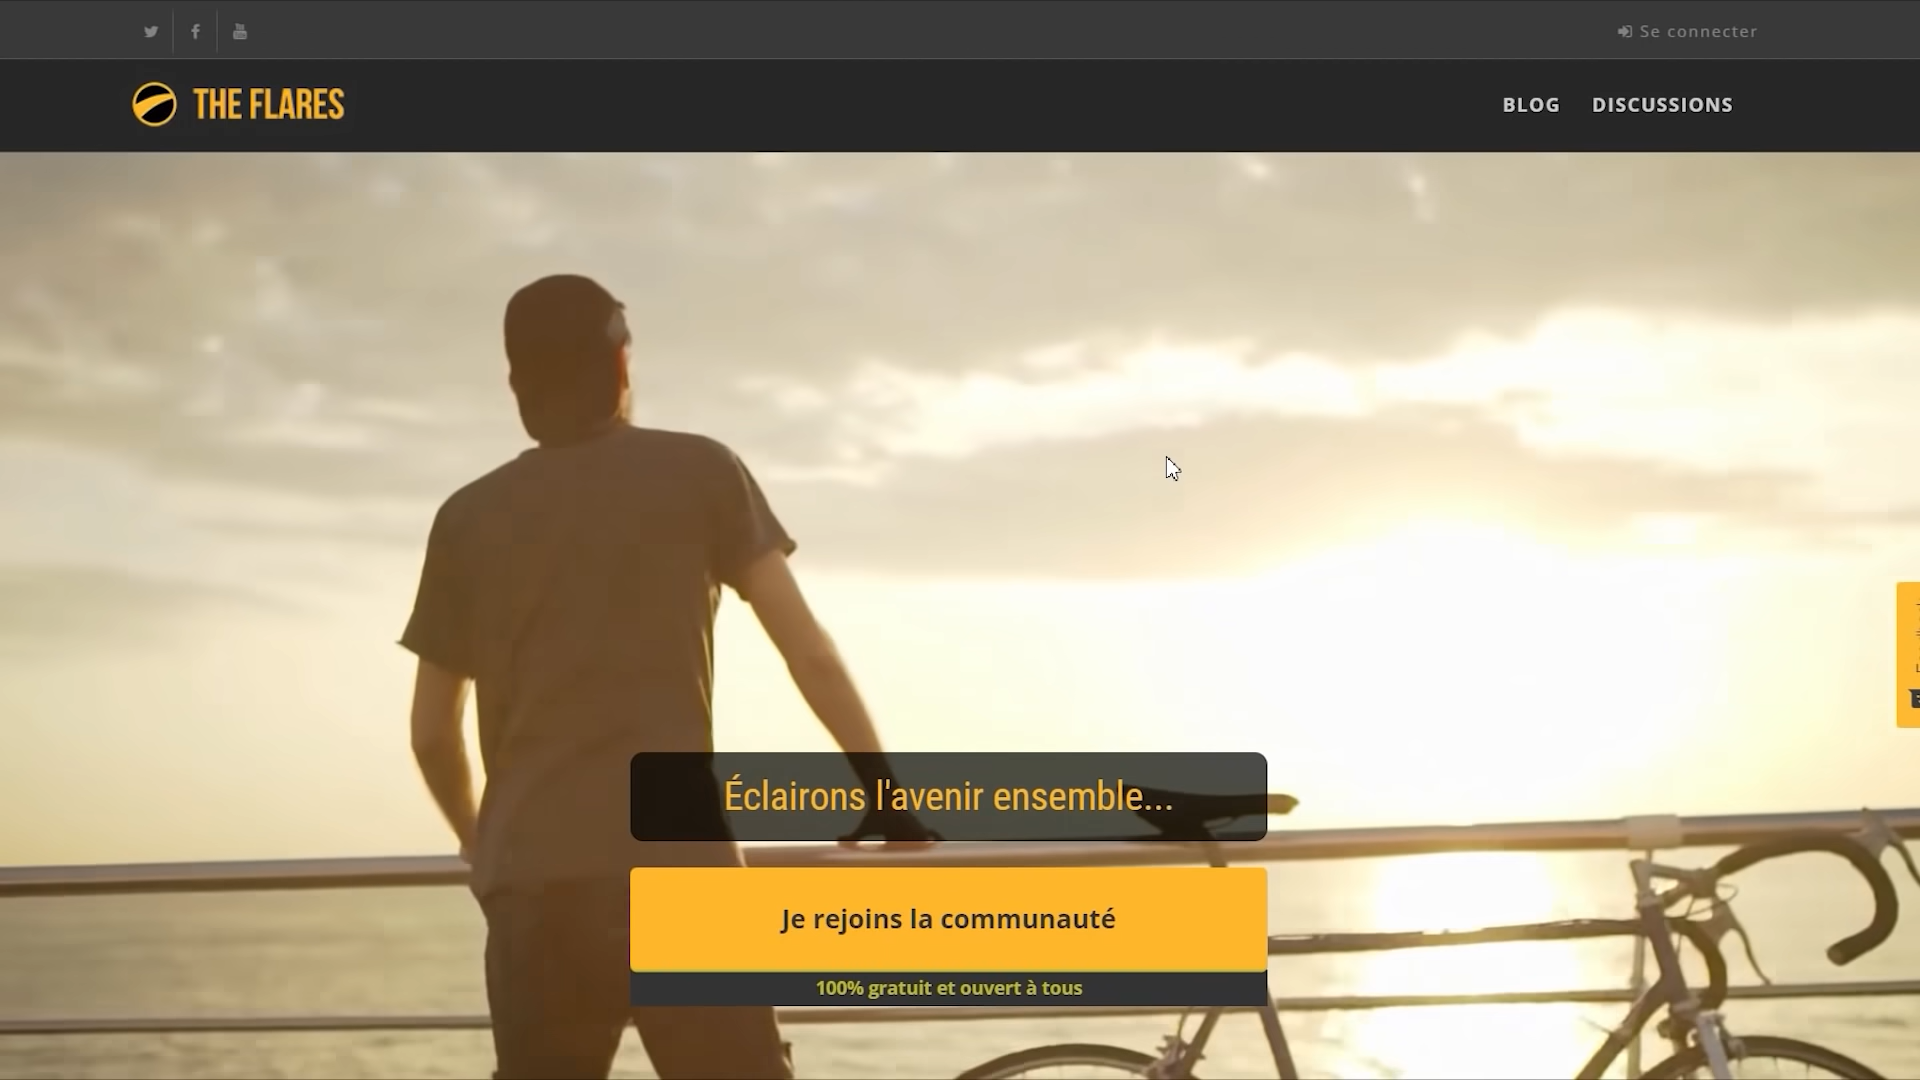 Se connecter
THE FLARES
BLOG DISCUSSIONS
Éclairons l'avenir ensemble...
Je rejoins la communauté
100% gratuit et ouvert à tous